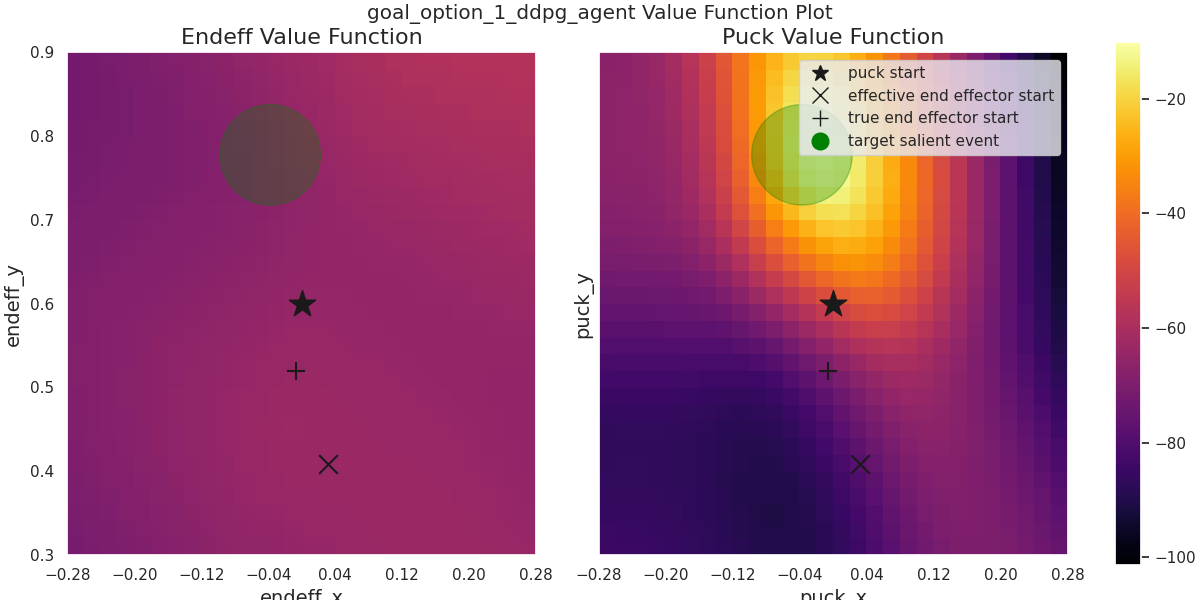 goal_option_1_ddpg_agent Value Function Plot
Endeff Value Function
endeff_y
0.9
0.8
0.7
0.6
0.5
0.4
0.3
−0.28 −0.20 −0.12 −0.04 0.04 0.12 0.20 0.28
endeff_x
Puck Value Function
puck start
effective end effector start
true end effector start
target salient event
puck_y
−0.28 −0.20 −0.12 −0.04 0.04 0.12 0.20 0.28
puck_x
−20
−40
−60
−80
−100